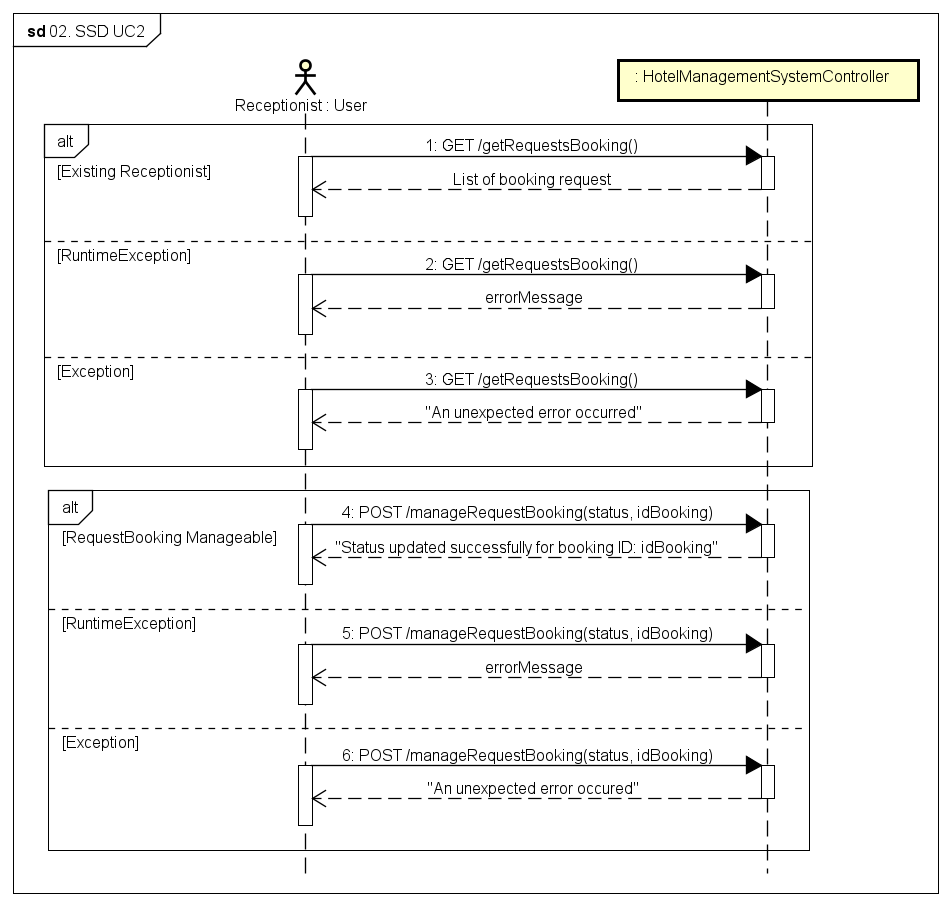 sd 02. SSD UC2
Receptionist : User
: HotelManagementSystemController
alt
1: GET /getRequestsBooking()
[Existing Receptionist]
List of booking request
[RuntimeException]
2: GET /getRequestsBooking()
errorMessage
[Exception]
3: GET /getRequestsBooking()
"An unexpected error occurred"
alt
4: POST /manageRequestBooking(status, idBooking)
[RequestBooking Manageable]
"Status updated successfully for booking ID: idBooking"
[RuntimeException]
5: POST /manageRequestBooking(status, idBooking)
errorMessage
[Exception]
6: POST /manageRequestBooking(status, idBooking)
"An unexpected error occured"